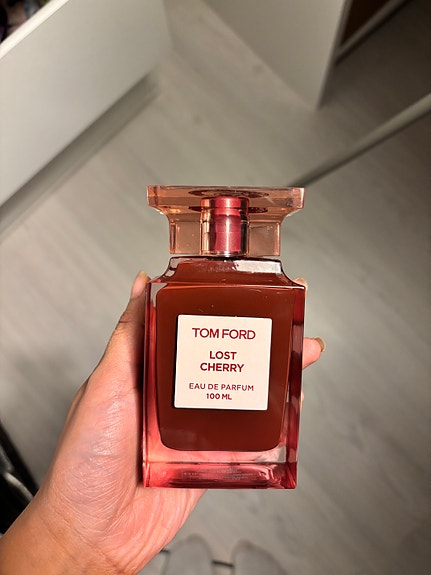 TOM FORD
LOST
CHERRY
EAU DE PARFUM
100 ML